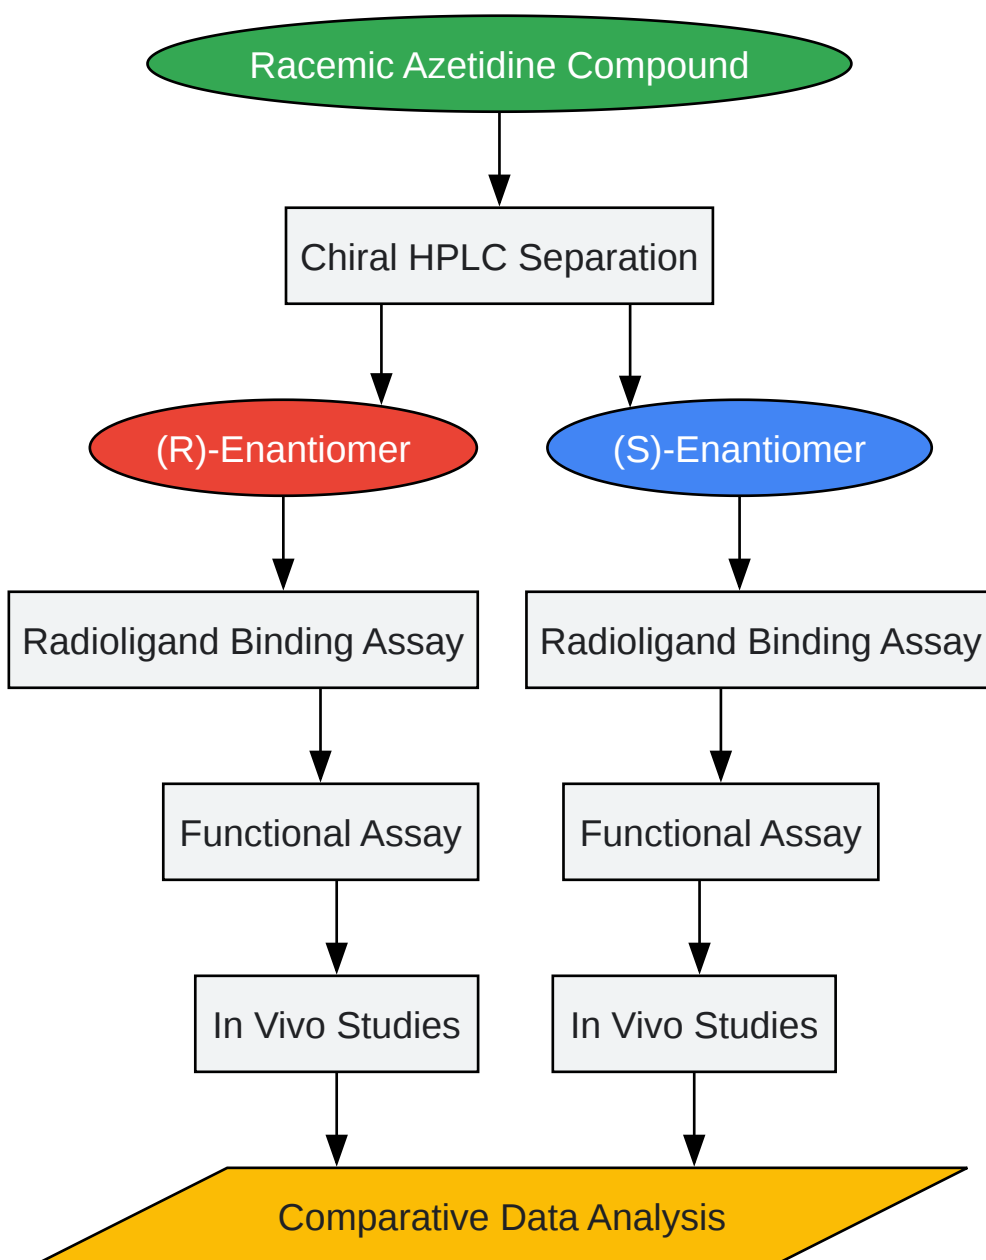 Racemic Azetidine Compound
Chiral HPLC Separation
(R)-Enantiomer
(S)-Enantiomer
Radioligand Binding Assay
Radioligand Binding Assay
Functional Assay
Functional Assay
In Vivo Studies
In Vivo Studies
Comparative Data Analysis